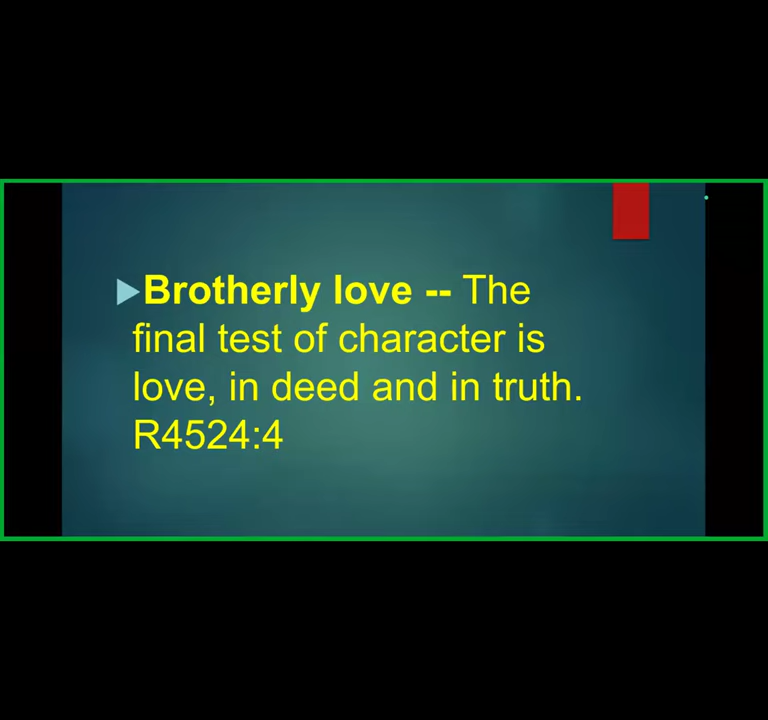 Brotherly love -- The
final test of character is
love, in deed and in truth.
R4524:4